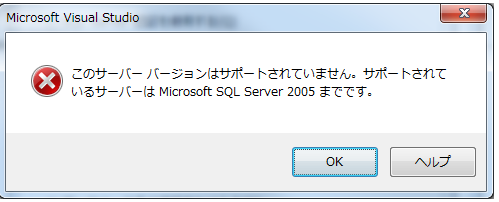 Microsoft Visual Studio
このサーバー バージョンはサポートされていません。サポートされて
いるサーバーは Microsoft SQL Server 2005 までです。
OK
ヘルプ